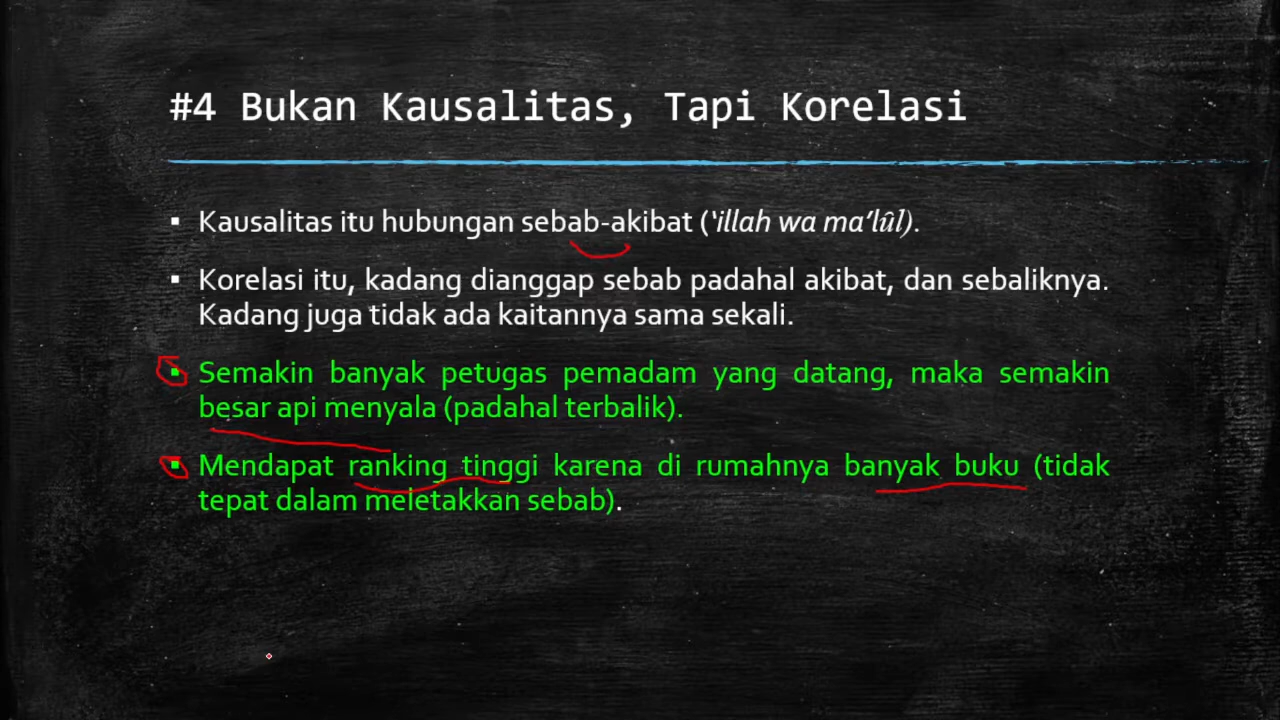 #4 Bukan Kausalitas, Tapi Korelasi
▪ Kausalitas itu hubungan sebab-akibat (‘illah wa ma’lûl).
▪ Korelasi itu, kadang dianggap sebab padahal akibat, dan sebaliknya.
Kadang juga tidak ada kaitannya sama sekali.
▪ Semakin banyak petugas pemadam yang datang, maka semakin
besar api menyala (padahal terbalik).
▪ Mendapat ranking tinggi karena di rumahnya banyak buku (tidak
tepat dalam meletakkan sebab).